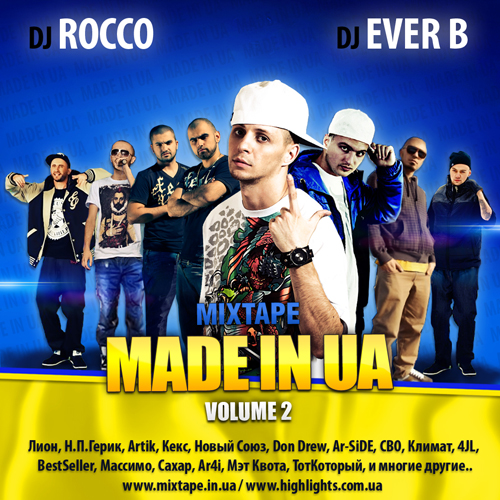 DJ ROCCO
DJ EVER B
MIXTAPE
MADE IN UA
VOLUME 2
Лион, Н.П.Герик, Artik, Кекс, Новый Союз, Don Drew, Ar-SiDE, СВО, Климат, 4JL,
BestSeller, Массимо, Сахар, Ar4i, Мэт Квота, ТотКоторый, и многие другие..
www.mixtape.in.ua/ www.highlights.com.ua